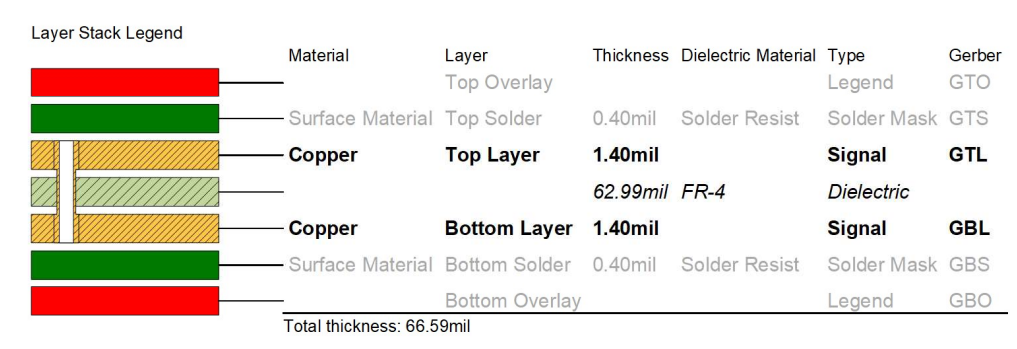 Layer Stack Legend
Material Layer Thickness Dielectric Material Type Gerber
Top Overlay Legend GTO
Surface Material Top Solder 0.40mil Solder Resist Solder Mask GTS
Copper Top Layer 1.40mil Signal GTL
62.99mil FR-4 Dielectric
Copper Bottom Layer 1.40mil Signal GBL
Surface Material Bottom Solder 0.40mil Solder Resist Solder Mask GBS
Bottom Overlay Legend GBO
Total thickness: 66.59mil